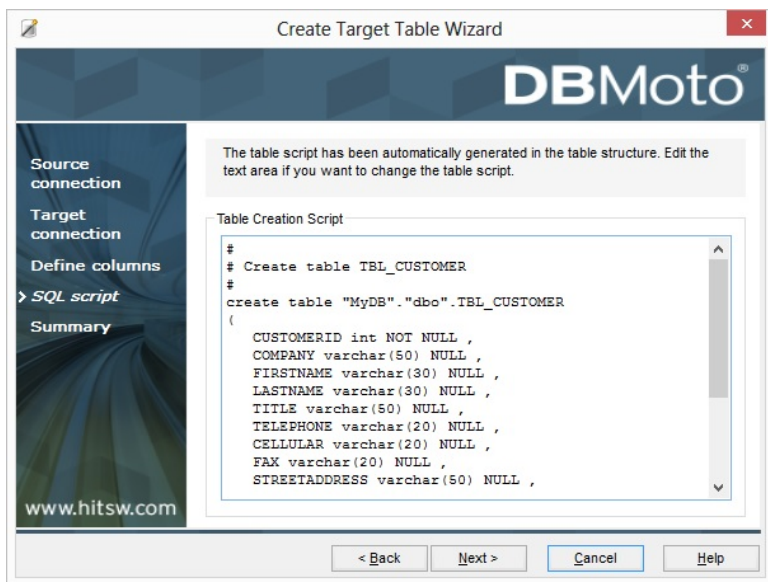 Create Target Table Wizard
DBMoto®
Source
connection
Target
connection
Define columns
SQL script
Summary
www.hitsw.com
The table script has been automatically generated in the table structure. Edit the
text area if you want to change the table script.
Table Creation Script
#
# Create table TBL_CUSTOMER
#
create table "MyDB"."dbo".TBL_CUSTOMER
(
CUSTOMERID int NOT NULL ,
COMPANY varchar(50) NULL ,
FIRSTNAME varchar(30) NULL ,
LASTNAME varchar(30) NULL ,
TITLE varchar(50) NULL ,
TELEPHONE varchar(20) NULL ,
CELLULAR varchar(20) NULL ,
FAX varchar(20) NULL ,
STREETADDRESS varchar(50) NULL ,
< Back Next > Cancel Help